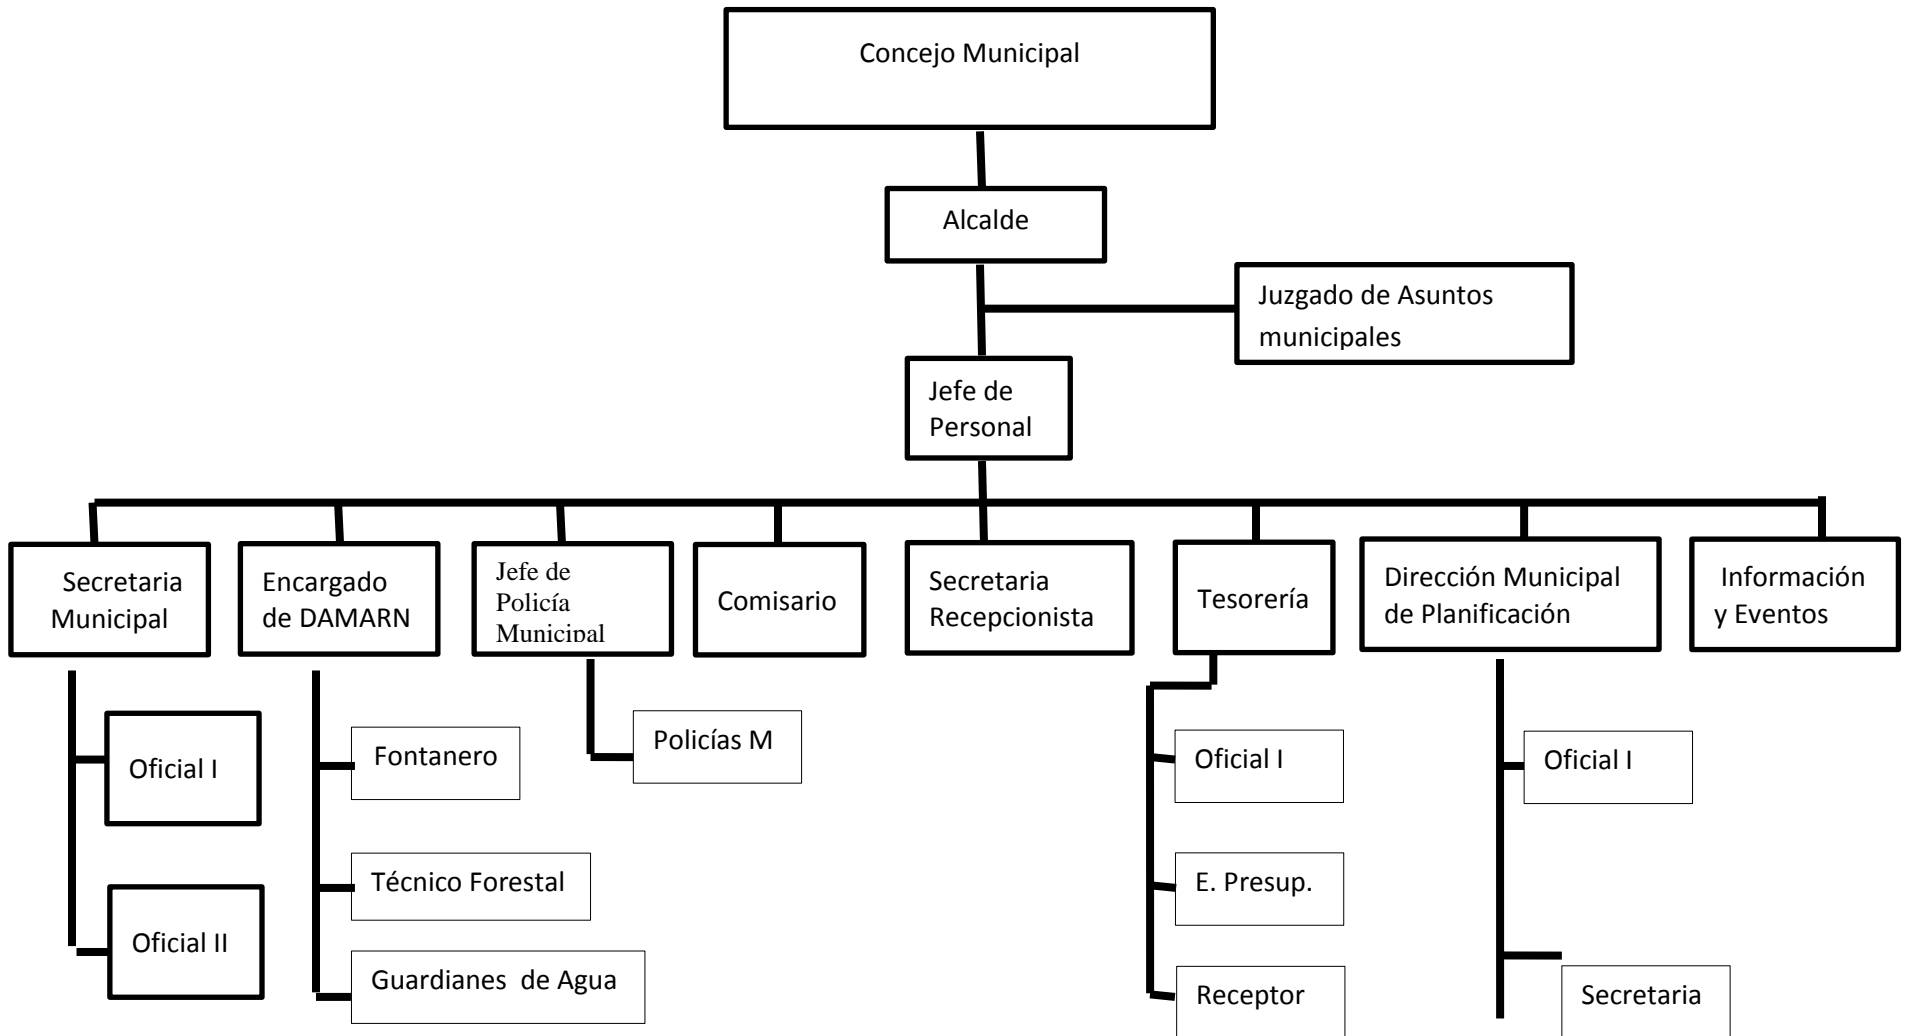 Concejo Municipal
Alcalde
Juzgado de Asuntos
municipales
Jefe de
Personal
Secretaria
Municipal
Encargado
de DAMARN
Jefe de
Policía
Municipal
Comisario
Secretaria
Recepcionista
Tesorería
Dirección Municipal
de Planificación
Información
y Eventos
Oficial I
Oficial II
Fontanero
Técnico Forestal
Guardianes  de Agua
Policías M
Oficial I
E. Presup.
Receptor
Oficial I
Secretaria